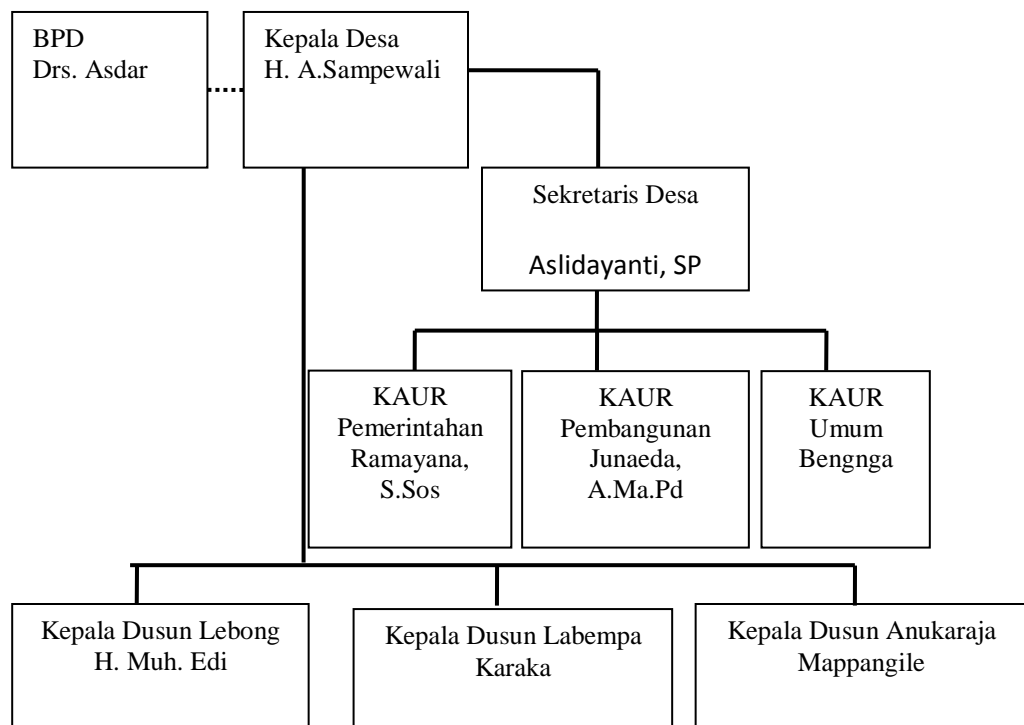 BPD
Drs. Asdar
Kepala Desa
H. A.Sampewali
Sekretaris Desa
Aslidayanti, SP
KAUR
Pemerintahan
Ramayana,
S.Sos
KAUR
Pembangunan
Junaeda,
A.Ma.Pd
KAUR
Umum
Bengnga
Kepala Dusun Lebong
H. Muh. Edi
Kepala Dusun Labempa
Karaka
Kepala Dusun Anukaraja
Mappangile